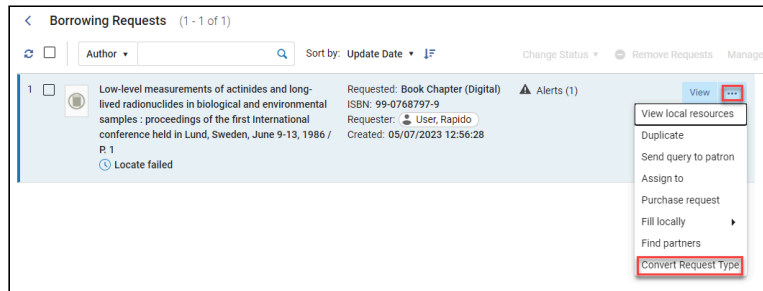 Borrowing Requests (1 - 1 of 1)
Author Sort by: Update Date Change Status Remove Requests Manage
1 Low-level measurements of actinides and long-
lived radionuclides in biological and environmental
samples : proceedings of the first International
conference held in Lund, Sweden, June 9-13, 1986 /
P. 1
Locate failed
Requested: Book Chapter (Digital)
ISBN: 99-0768797-9
Requester: User, Rapido
Created: 05/07/2023 12:56:28
Alerts (1)
View
View local resources
Duplicate
Send query to patron
Assign to
Purchase request
Fill locally
Find partners
Convert Request Type